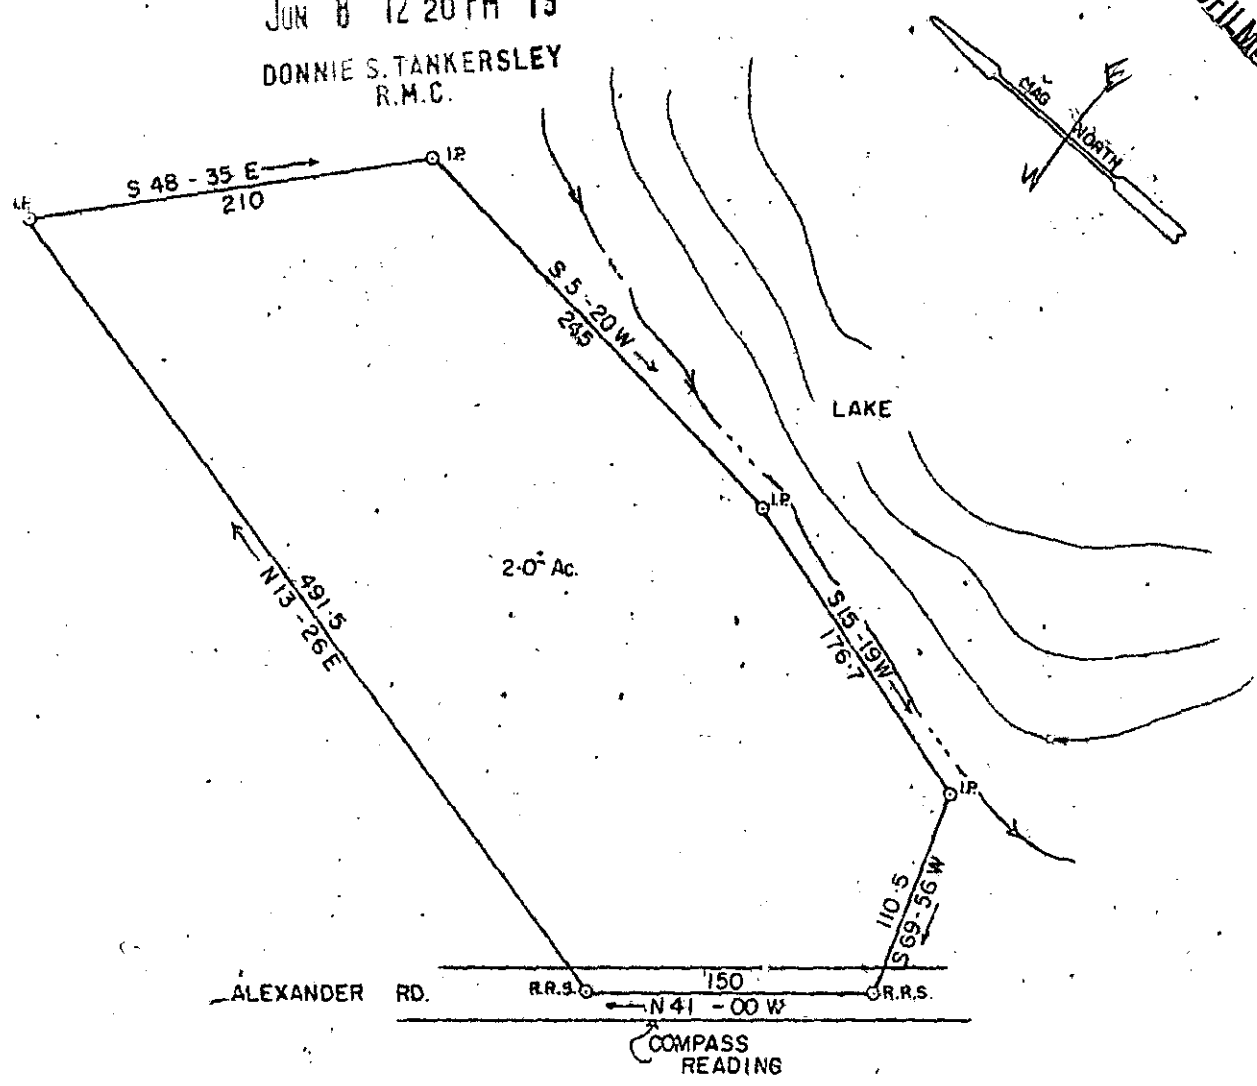 JUN 8 12 20 PM '73
DONNIE S. TANKERSLEY
R.M.C.
MAG NORTH
E
W
S 48 - 35 E
210
I.P.
I.P.
S 5 - 20 W
245
LAKE
I.P.
2.0± Ac.
491.5
N 13 - 26 E
S 15 - 19 W
176.7
I.P.
110.5
S 69 - 56 W
ALEXANDER RD.
R.R.S.
150
R.R.S.
N 41 - 00 W
COMPASS
READING